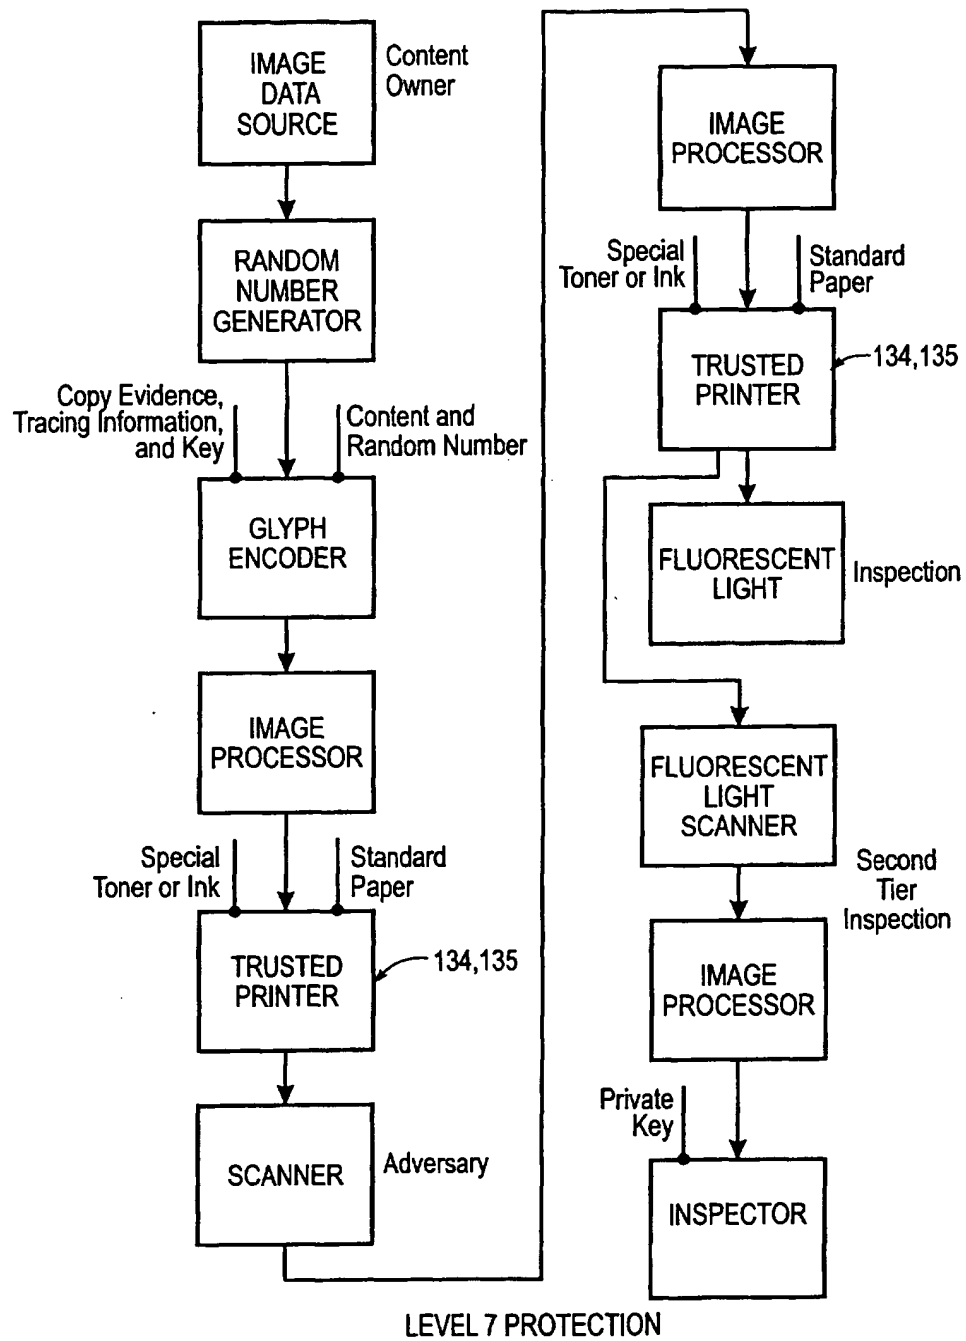 IMAGE
DATA
SOURCE
Content
Owner
RANDOM
NUMBER
GENERATOR
Copy Evidence,
Tracing Information,
and Key
Content and
Random Number
GLYPH
ENCODER
IMAGE
PROCESSOR
Special
Toner or Ink
Standard
Paper
TRUSTED
PRINTER
134,135
SCANNER
Adversary
IMAGE
PROCESSOR
Special
Toner or Ink
Standard
Paper
TRUSTED
PRINTER
134,135
FLUORESCENT
LIGHT
Inspection
FLUORESCENT
LIGHT
SCANNER
Second
Tier
Inspection
IMAGE
PROCESSOR
Private
Key
INSPECTOR
LEVEL 7 PROTECTION